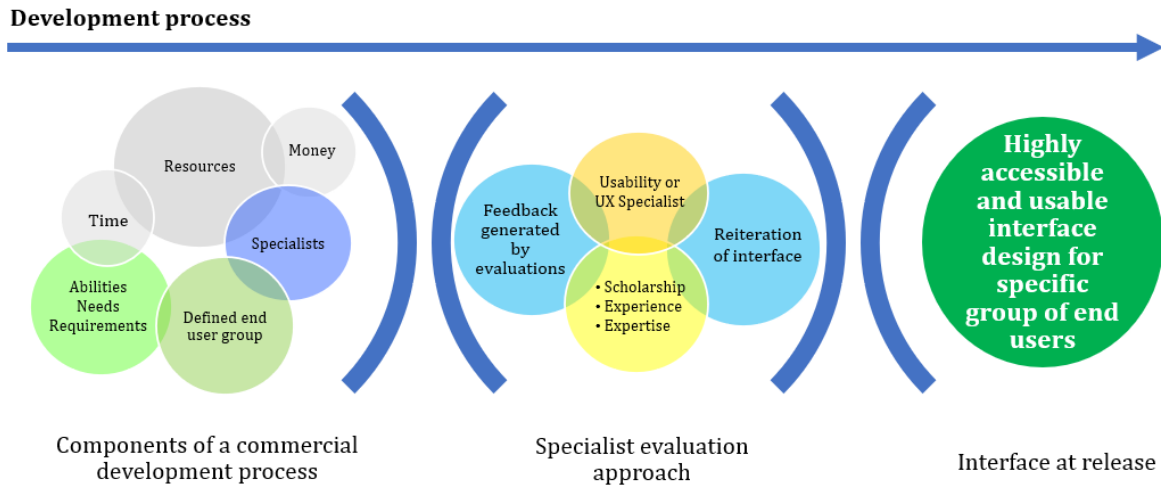 Development process
Resources
Money
Time
Specialists
Abilities
Needs
Requirements
Defined end
user group
Feedback
generated
by
evaluations
Usability or
UX Specialist
• Scholarship
• Experience
• Expertise
Reiteration
of interface
Highly
accessible
and usable
interface
design for
specific
group of end
users
Components of a commercial
development process
Specialist evaluation
approach
Interface at release